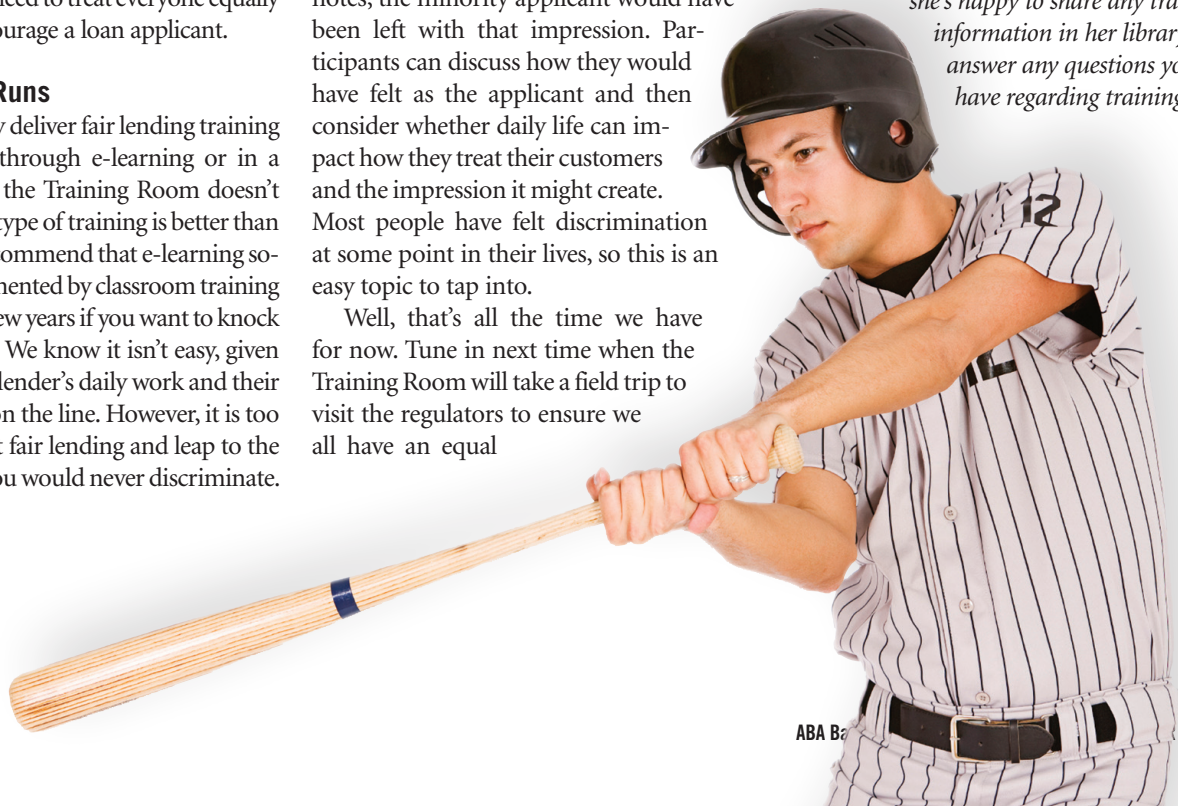 need to treat everyone equally
ourage a loan applicant.
Runs
y deliver fair lending training
through e-learning or in a
the Training Room doesn’t
type of training is better than
ommend that e-learning so-
mented by classroom training
ew years if you want to knock
We know it isn’t easy, given
lender’s daily work and their
on the line. However, it is too
t fair lending and leap to the
ou would never discriminate.
notes, the minority applicant would have
been left with that impression. Par-
ticipants can discuss how they would
have felt as the applicant and then
consider whether daily life can im-
pact how they treat their customers
and the impression it might create.
Most people have felt discrimination
at some point in their lives, so this is an
easy topic to tap into.
Well, that’s all the time we have
for now. Tune in next time when the
Training Room will take a field trip to
visit the regulators to ensure we
all have an equal
she’s happy to share any tra
information in her library
answer any questions yo
have regarding training
12
ABA Ba